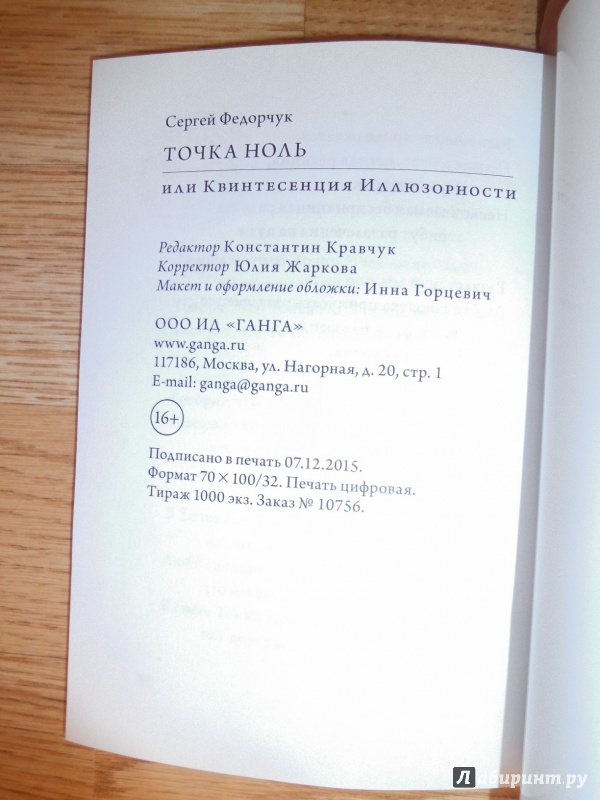 Сергей Федорчук
ТОЧКА НОЛЬ
или Квинтесенция Иллюзорности
Редактор Константин Кравчук
Корректор Юлия Жаркова
Макет и оформление обложки: Инна Горцевич
ООО ИД «ГАНГА»
www.ganga.ru
117186, Москва, ул. Нагорная, д. 20, стр. 1
E-mail: ganga@ganga.ru
16+
Подписано в печать 07.12.2015.
Формат 70 × 100/32. Печать цифровая.
Тираж 1000 экз. Заказ № 10756.
Лабиринт.ру